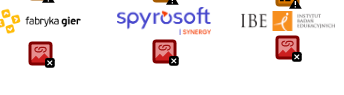 fabryka gier
spyrosoft
| SYNERGY
IBE
INSTYTUT
BADAŃ
EDUKACYJNYCH